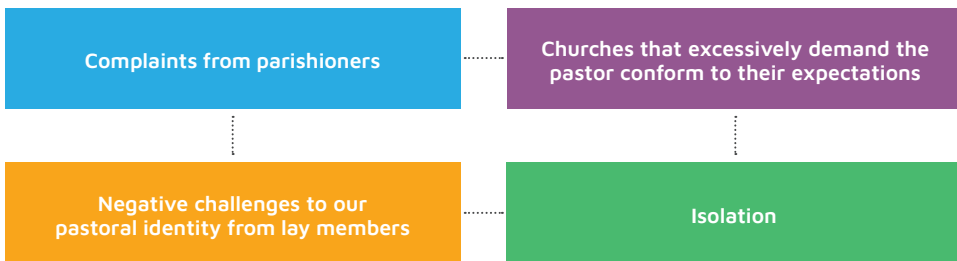 Complaints from parishioners
Churches that excessively demand the
pastor conform to their expectations
Negative challenges to our
pastoral identity from lay members
Isolation